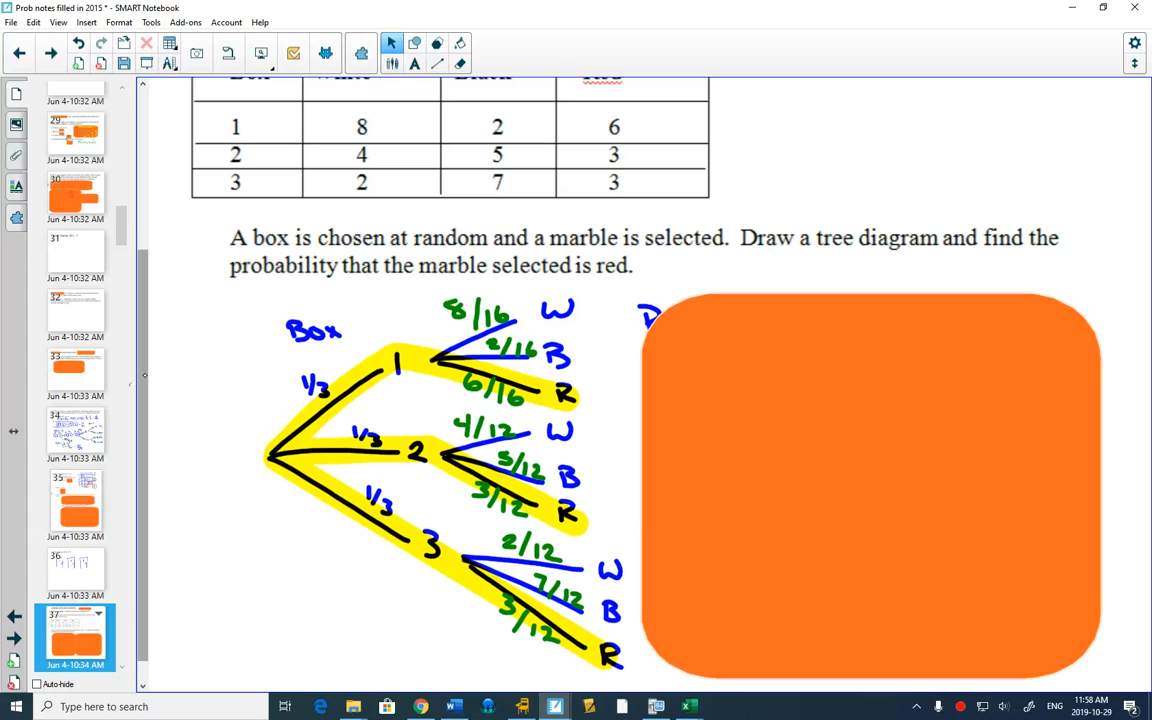 Prob notes filled in 2015 * - SMART Notebook
File Edit View Insert Format Tools Add-ons Account Help
Jun 4-10:32 AM
29
Jun 4-10:32 AM
30
Jun 4-10:32 AM
31
Jun 4-10:33 AM
32
Jun 4-10:33 AM
33
Jun 4-10:33 AM
34
Jun 4-10:33 AM
35
Jun 4-10:33 AM
36
Jun 4-10:33 AM
37
Jun 4-10:34 AM
Auto-hide
Box White Black Red
1 8 2 6
2 4 5 3
3 2 7 3
A box is chosen at random and a marble is selected. Draw a tree diagram and find the
probability that the marble selected is red.
Box
1/3 1 8/16 W
2/16 B
6/16 R
1/3 2 4/12 W
5/12 B
3/12 R
1/3 3 2/12 W
7/12 B
3/12 R
Type here to search
ENG
11:58 AM
2019-10-29
2